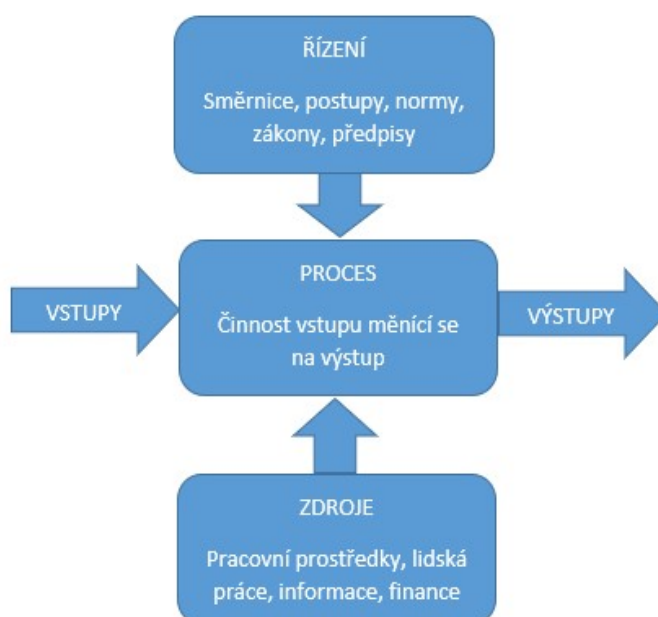 ŘÍZENÍ
Směrnice, postupy, normy,
zákony, předpisy
VSTUPY
PROCES
Činnost vstupu měnící se
na výstup
VÝSTUPY
ZDROJE
Pracovní prostředky, lidská
práce, informace, finance